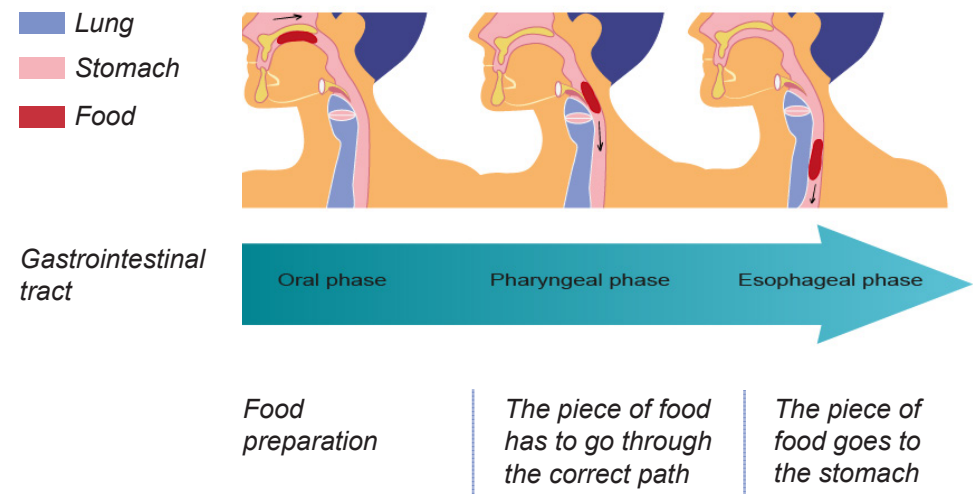 Lung
Stomach
Food
Gastrointestinal
tract
Oral phase
Pharyngeal phase
Esophageal phase
Food
preparation
The piece of food
has to go through
the correct path
The piece of
food goes to
the stomach